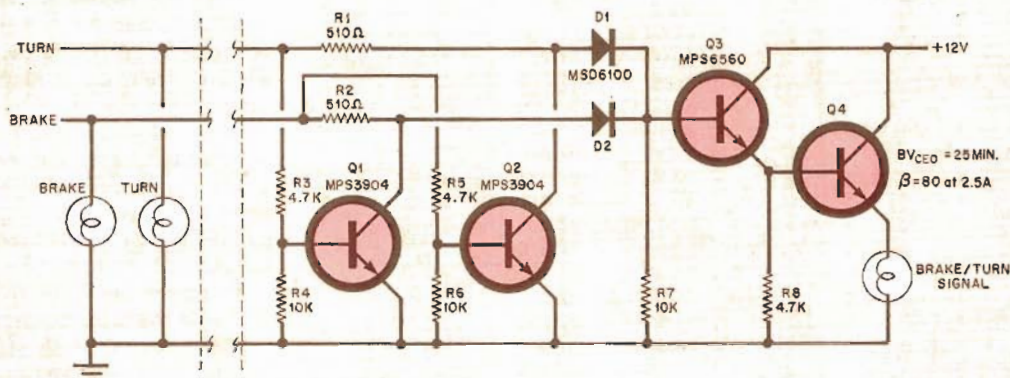 TURN
R1
510Ω
D1
MSD6100
Q3
MPS6560
+12V
R2
510Ω
BRAKE
D2
Q4
BVCEO = 25 MIN.
β=80 at 2.5A
BRAKE
TURN
R3
4.7K
Q1
MPS3904
R5
4.7K
Q2
MPS3904
R4
10K
R6
10K
R7
10K
R8
4.7K
BRAKE/TURN
SIGNAL